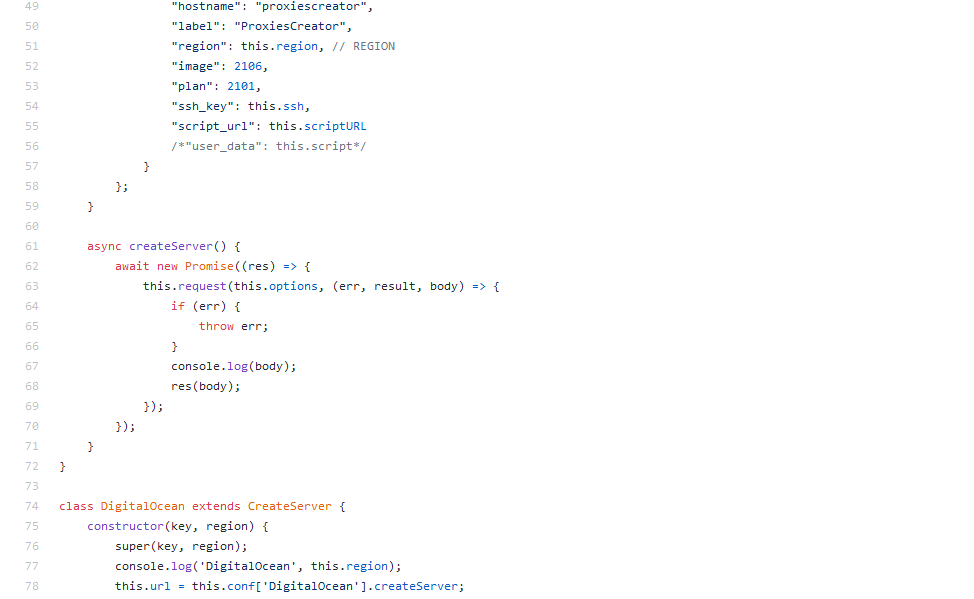 49 "hostname": "proxiescreator",
50 "label": "ProxiesCreator",
51 "region": this.region, // REGION
52 "image": 2106,
53 "plan": 2101,
54 "ssh_key": this.ssh,
55 "script_url": this.scriptURL
56 /*"user_data": this.script*/
57 }
58 };
59 }
60
61 async createServer() {
62 await new Promise((res) => {
63 this.request(this.options, (err, result, body) => {
64 if (err) {
65 throw err;
66 }
67 console.log(body);
68 res(body);
69 });
70 });
71 }
72 }
73
74 class DigitalOcean extends CreateServer {
75 constructor(key, region) {
76 super(key, region);
77 console.log('DigitalOcean', this.region);
78 this.url = this.conf['DigitalOcean'].createServer;